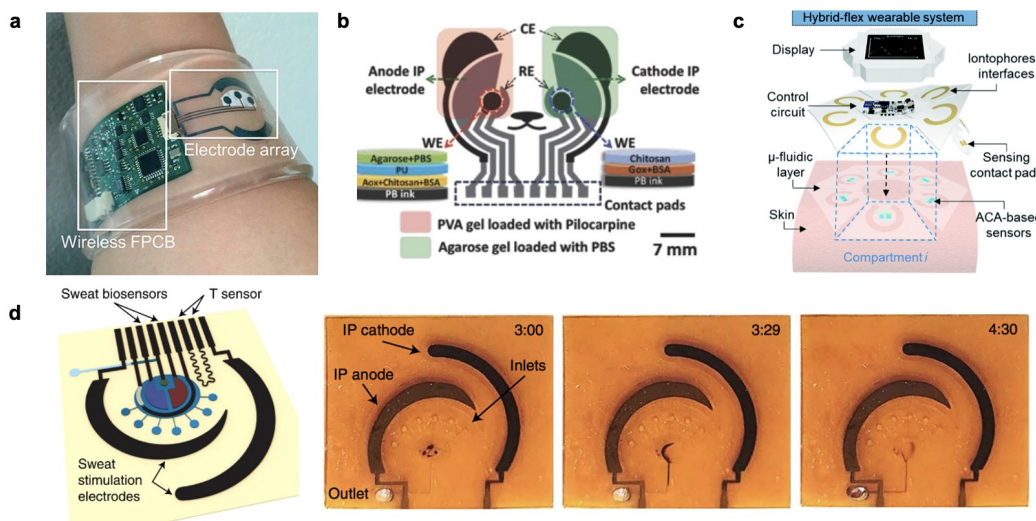 a
Electrode array
Wireless FPCB
b
CE
Anode IP
electrode
RE
Cathode IP
electrode
WE
WE
Agarose+PBS
PU
Aox+Chitosan+BSA
PB ink
Chitosan
Gox+BSA
PB ink
Contact pads
PVA gel loaded with Pilocarpine
Agarose gel loaded with PBS
7 mm
c
Hybrid-flex wearable system
Display
Iontophores
interfaces
Control
circuit
μ-fluidic
layer
Sensing
contact pad
Skin
ACA-based
sensors
Compartment i
d
Sweat biosensors
T sensor
Sweat
stimulation
electrodes
IP cathode
3:00
IP anode
Inlets
Outlet
3:29
4:30